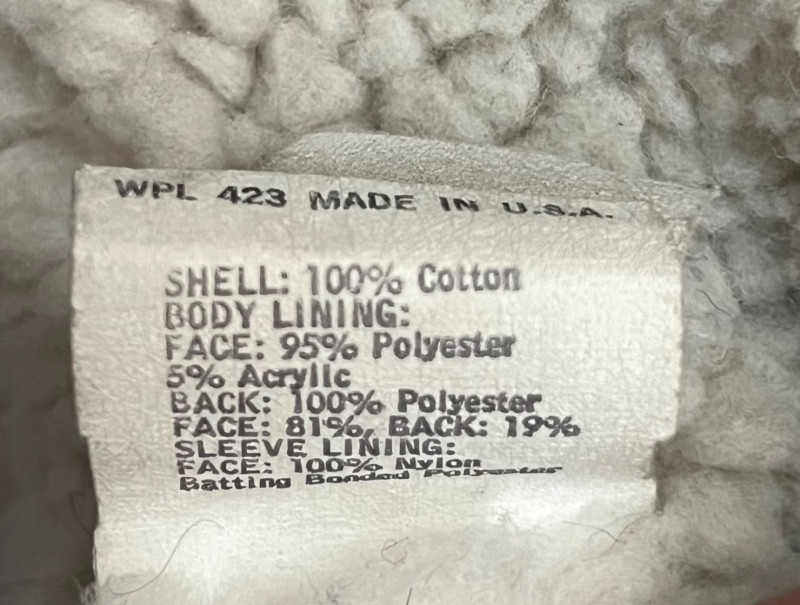 WPL 423 MADE IN U.S.A.
SHELL: 100% Cotton
BODY LINING:
FACE: 95% Polyester
5% Acrylic
BACK: 100% Polyester
FACE: 81%, BACK: 19%
SLEEVE LINING:
FACE: 100% Nylon
Batting Bonded Polyester